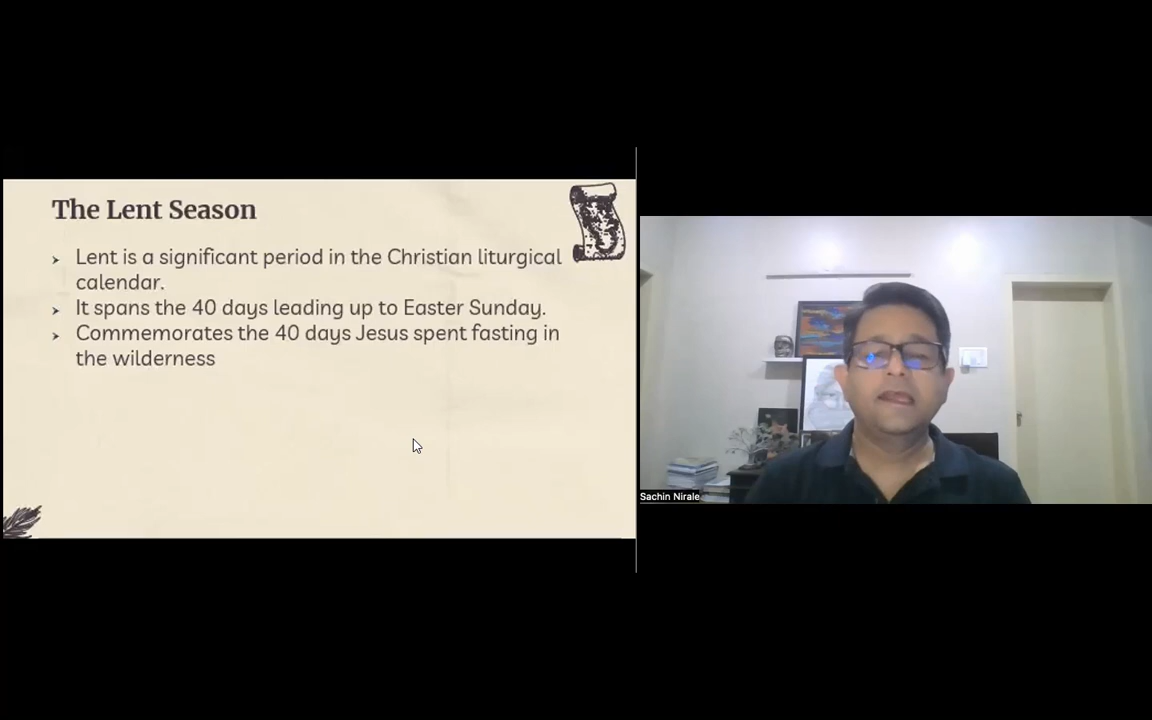 The Lent Season
Lent is a significant period in the Christian liturgical
calendar.
It spans the 40 days leading up to Easter Sunday.
Commemorates the 40 days Jesus spent fasting in
the wilderness
Sachin Nirale